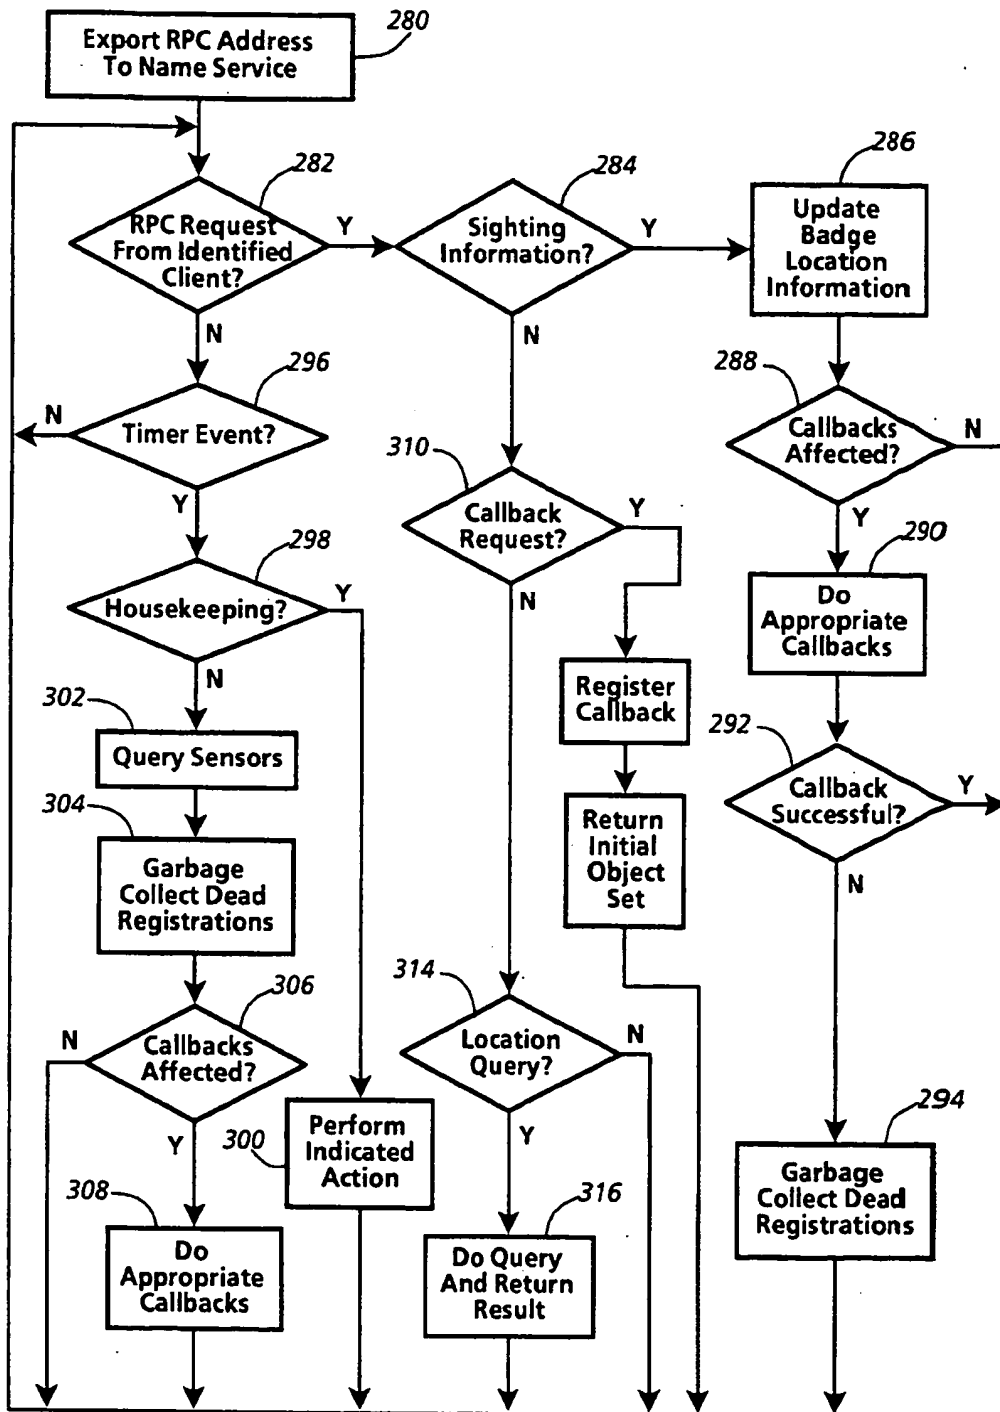 Export RPC Address
To Name Service
280
282
RPC Request
From Identified
Client?
Y
N
284
Sighting
Information?
Y
N
286
Update
Badge
Location
Information
288
Callbacks
Affected?
N
Y
290
Do
Appropriate
Callbacks
292
Callback
Successful?
Y
N
294
Garbage
Collect Dead
Registrations
296
Timer Event?
N
Y
298
Housekeeping?
Y
N
300
Perform
Indicated
Action
302
Query Sensors
304
Garbage
Collect Dead
Registrations
306
Callbacks
Affected?
N
Y
308
Do
Appropriate
Callbacks
310
Callback
Request?
Y
N
Register
Callback
Return
Initial
Object
Set
314
Location
Query?
N
Y
316
Do Query
And Return
Result